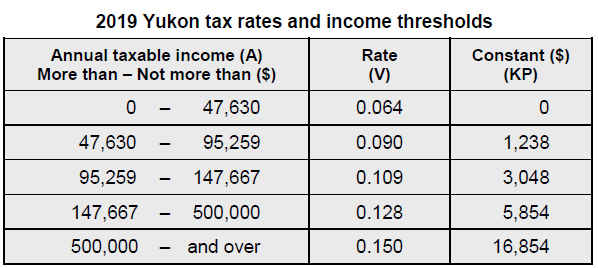 2019 Yukon tax rates and income thresholds
Annual taxable income (A) Rate Constant ($)
More than – Not more than ($) (V) (KP)
0 – 47,630 0.064 0
47,630 – 95,259 0.090 1,238
95,259 – 147,667 0.109 3,048
147,667 – 500,000 0.128 5,854
500,000 – and over 0.150 16,854